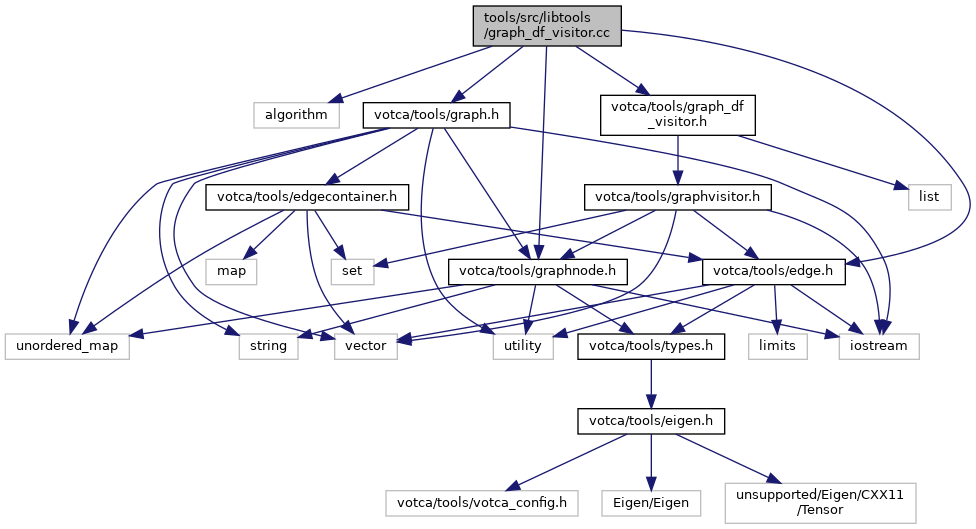 tools/src/libtools
/graph_df_visitor.cc
algorithm
votca/tools/graph.h
votca/tools/graph_df
_visitor.h
votca/tools/edgecontainer.h
votca/tools/graphvisitor.h
list
map
set
votca/tools/graphnode.h
votca/tools/edge.h
unordered_map
string
vector
utility
votca/tools/types.h
limits
iostream
votca/tools/eigen.h
votca/tools/votca_config.h
Eigen/Eigen
unsupported/Eigen/CXX11
/Tensor